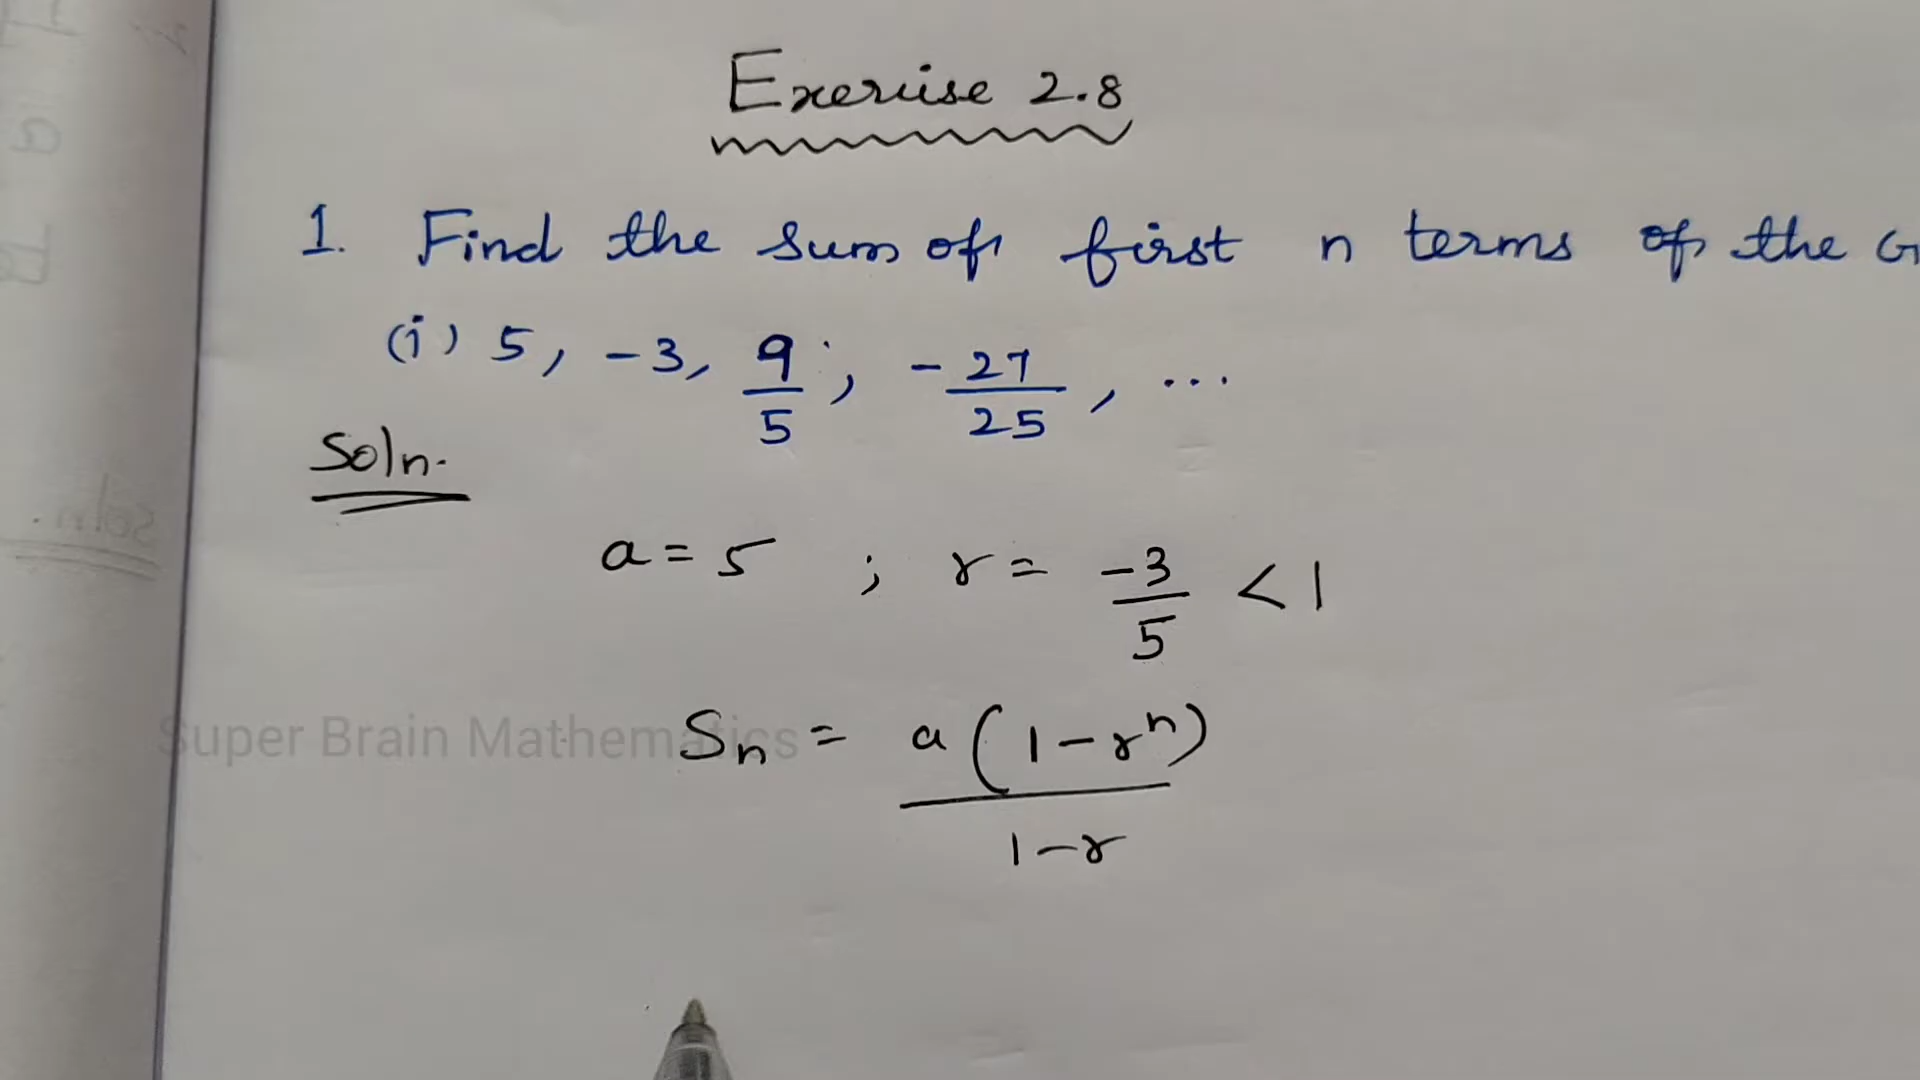 Exercise 2.8
1. Find the sum of first n terms of the G
(i) 5, -3, 9/5, -27/25, ...
Soln.
a = 5 ; r = -3/5 < 1
Super Brain Mathematics
Sn = a(1-r^n)/1-r